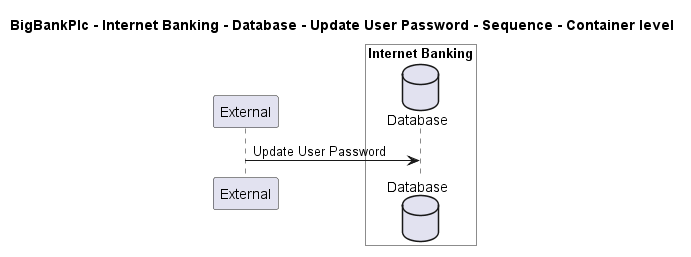 BigBankPlc - Internet Banking - Database - Update User Password - Sequence - Container level
Internet Banking
External
Database
Update User Password
External
Database